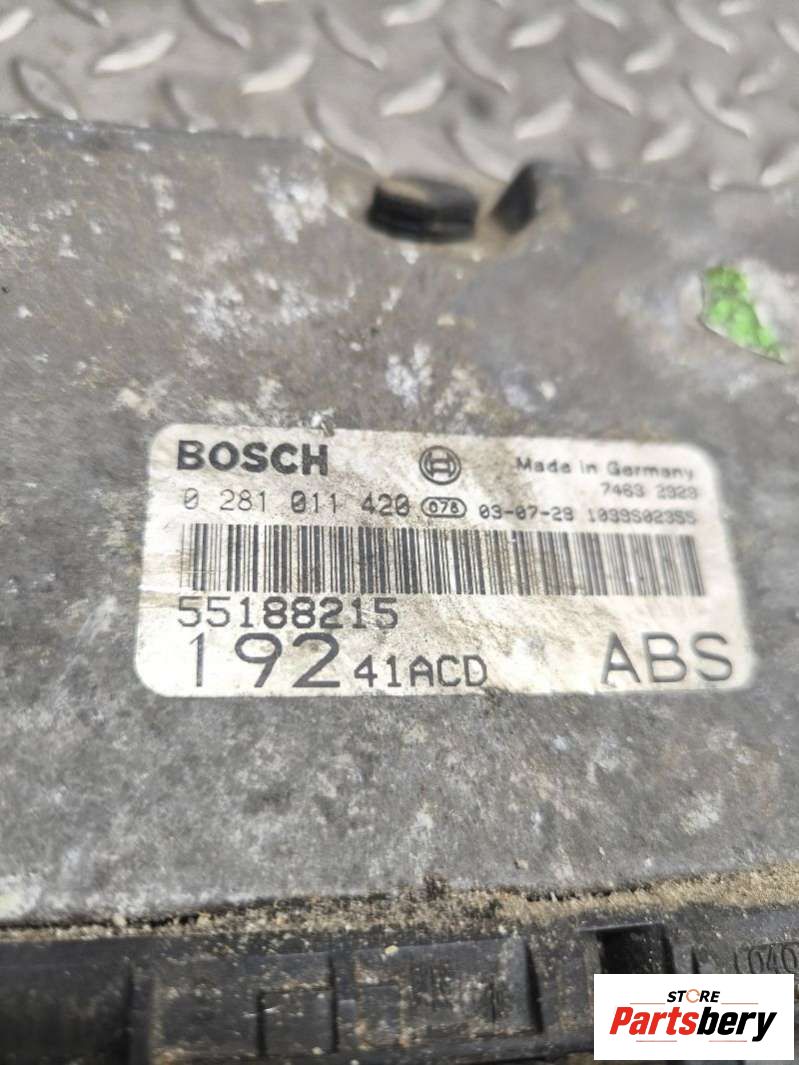 BOSCH
Made in Germany
7463 2929
0 281 011 420 078 03-07-29 1039S02355
55188215
192 41ACD ABS
STORE
Partsbery